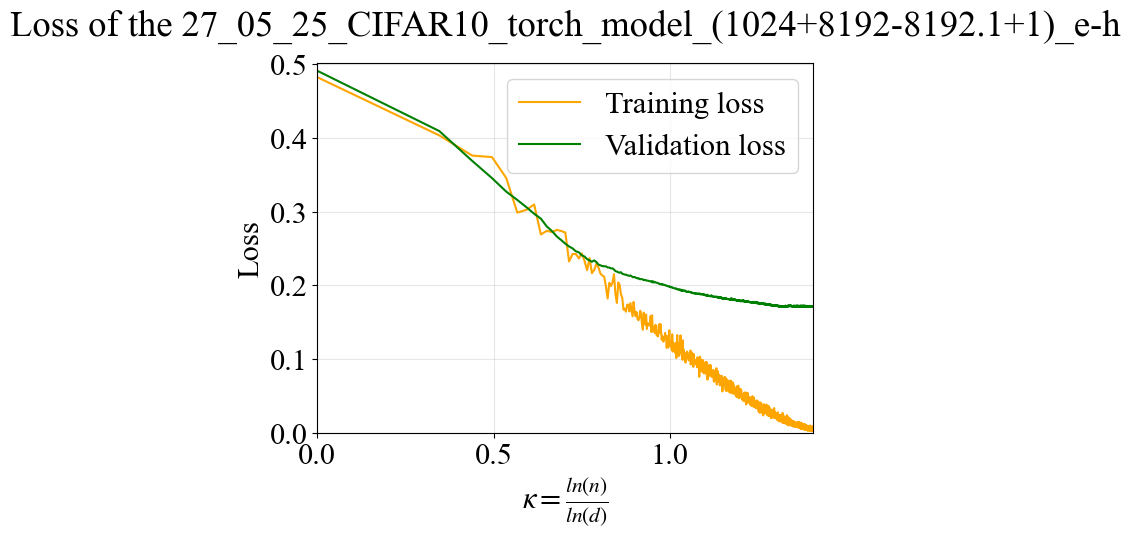 Loss of the 27_05_25_CIFAR10_torch_model_(1024+8192-8192.1+1)_e-h
0.5
0.4
0.3
0.2
0.1
0.0
Loss
Training loss
Validation loss
0.0 0.5 1.0
κ = ln(n) / ln(d)